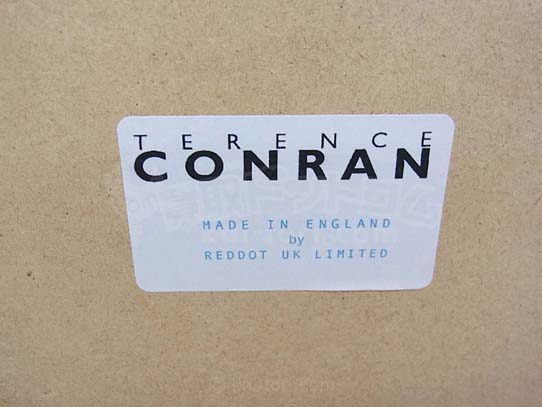 TERENCE
CONRAN
MADE IN ENGLAND
by
REDDOT UK LIMITED